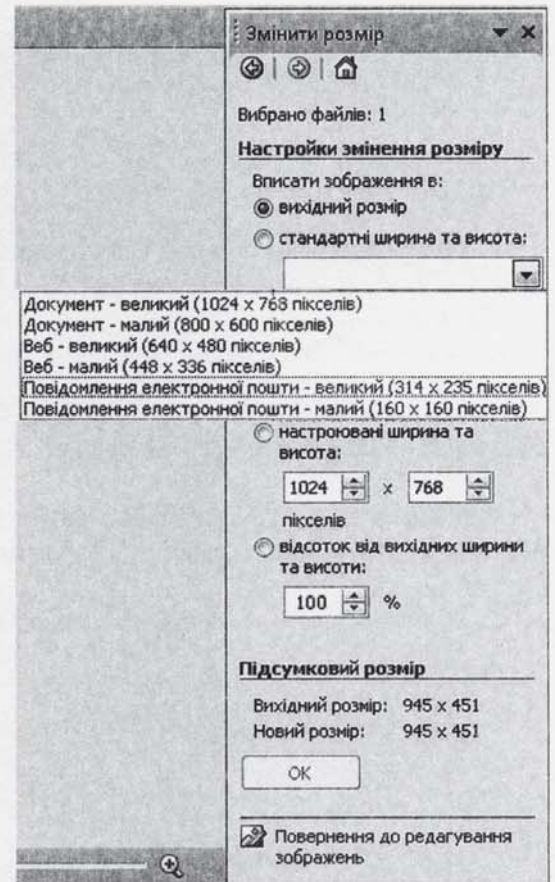 Змінити розмір
Вибрано файлів: 1
Настройки змінення розміру
Вписати зображення в:
вихідний розмір
стандартні ширина та висота:
Документ - великий (1024 x 768 пікселів)
Документ - малий (800 x 600 пікселів)
Веб - великий (640 x 480 пікселів)
Веб - малий (448 x 336 пікселів)
Повідомлення електронної пошти - великий (314 x 235 пікселів)
Повідомлення електронної пошти - малий (160 x 160 пікселів)
настроювані ширина та
висота:
1024 x 768
пікселів
відсоток від вихідних ширини
та висоти:
100 %
Підсумковий розмір
Вихідний розмір: 945 x 451
Новий розмір: 945 x 451
ОК
Повернення до редагування
зображень